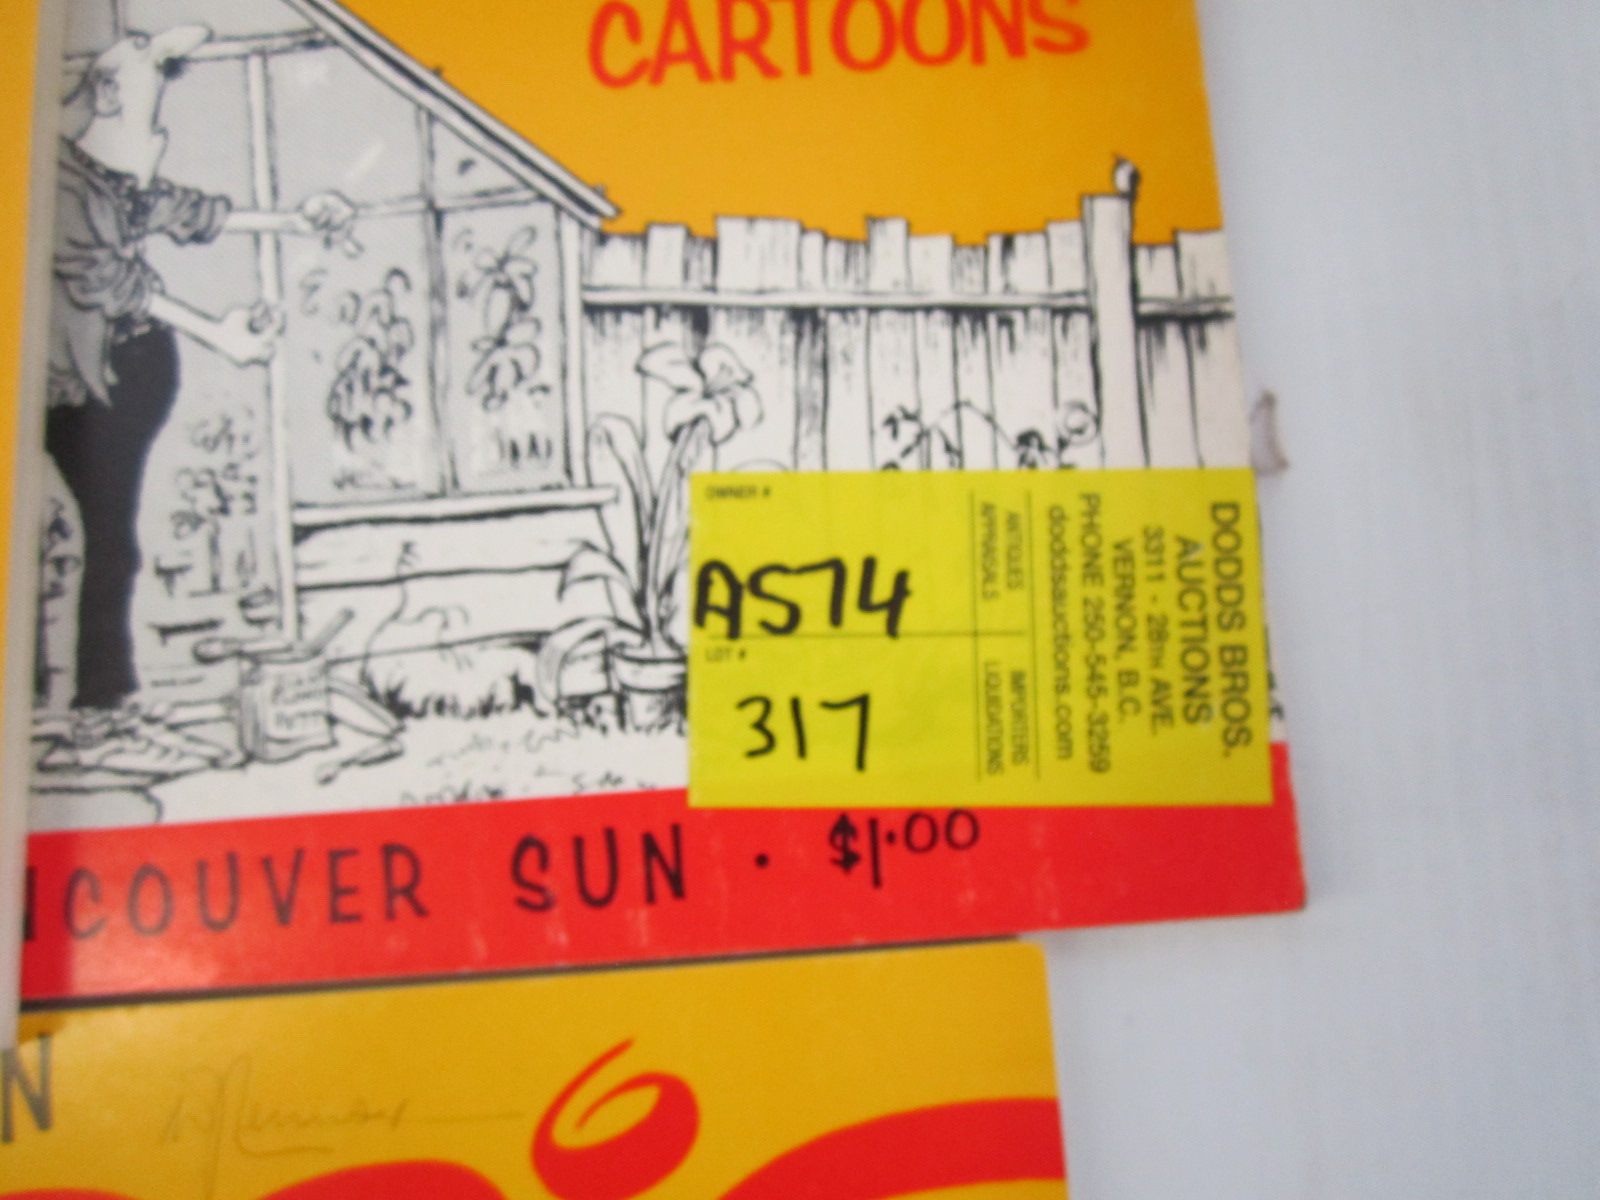 CARTOONS
OWNER #
A574
LOT #
317
DODDS BROS.
AUCTIONS
3311 - 28TH AVE.
VERNON, B.C.
PHONE 250-545-3259
doddsauctions.com
ANTIQUES
APPRAISALS
IMPORTERS
LIQUIDATIONS
NCOUVER SUN • $1.00
N